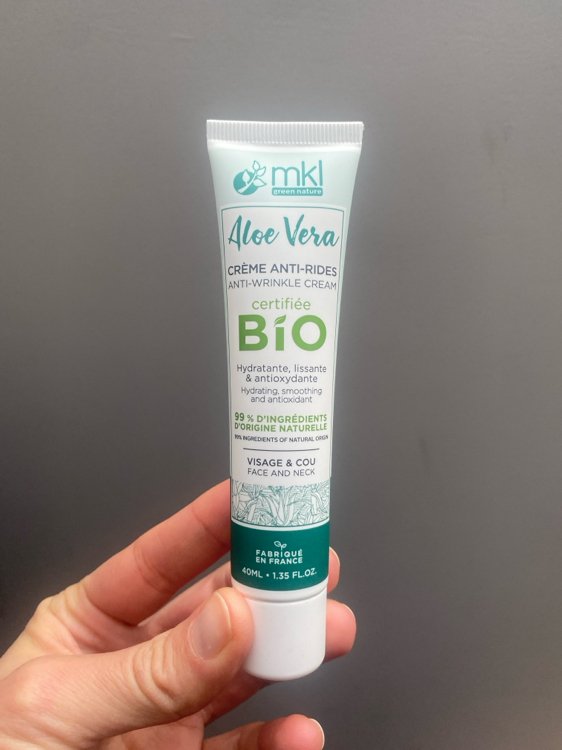 mkl
green nature
Aloe Vera
CRÈME ANTI-RIDES
ANTI-WRINKLE CREAM
certifiée
BiO
Hydratante, lissante
& antioxydante
Hydrating, smoothing
and antioxidant
99 % D'INGRÉDIENTS
D'ORIGINE NATURELLE
99% INGREDIENTS OF NATURAL ORIGIN
VISAGE & COU
FACE AND NECK
FABRIQUÉ
EN FRANCE
40ML • 1.35 FL.OZ.